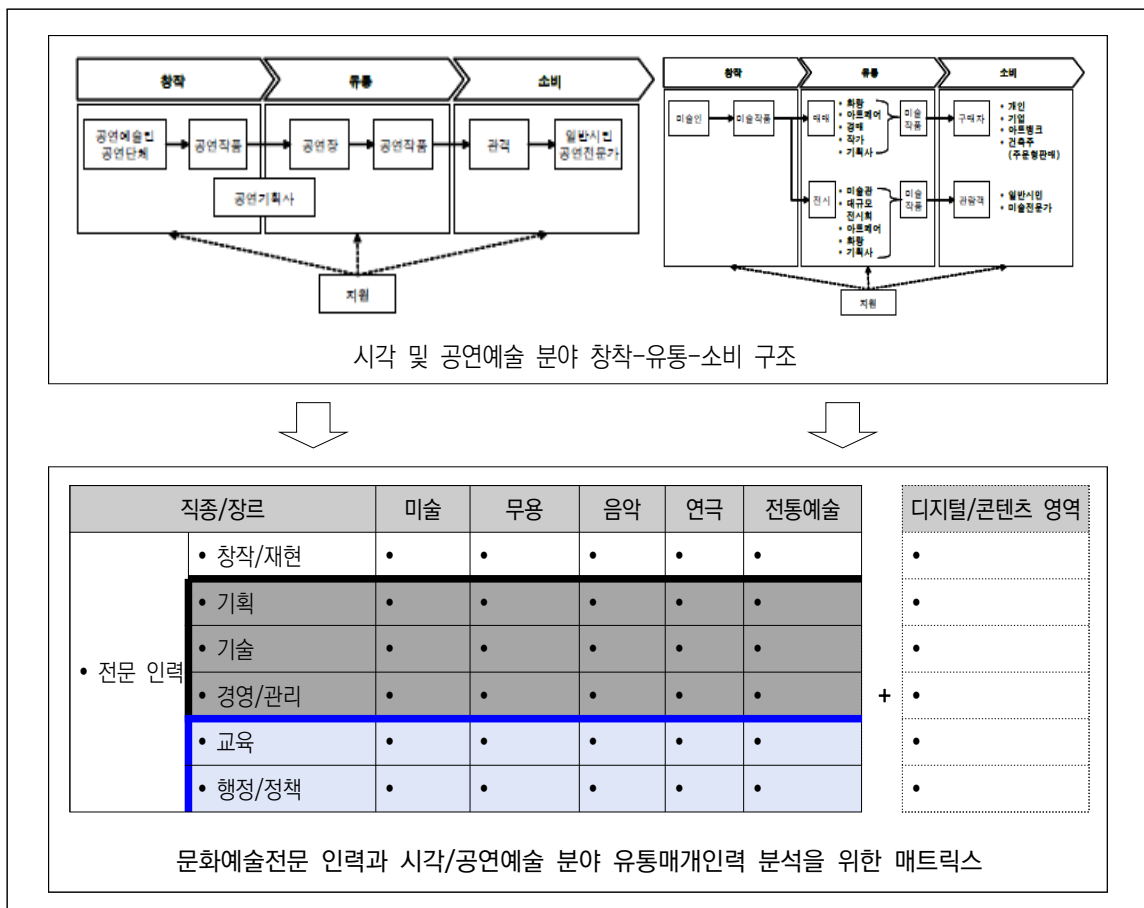 창작
유통
소비
공연예술인
공연단체
공연작품
공연장
공연작품
관객
일반시민
공연전문가
공연기획사
지원
창작
유통
소비
미술인
미술작품
매매
• 화랑
• 아트페어
• 경매
• 작가
• 기획사
미술
작품
구매자
• 개인
• 기업
• 아트뱅크
• 건축주
(주문형판매)
전시
• 미술관
• 대규모
전시회
• 아트페어
• 화랑
• 기획사
미술
작품
관람객
• 일반시민
• 미술전문가
지원
시각 및 공연예술 분야 창착-유통-소비 구조
직종/장르 미술 무용 음악 연극 전통예술 디지털/콘텐츠 영역
• 창작/재현 • • • • • •
• 기획 • • • • • •
• 기술 • • • • • •
• 전문 인력
• 경영/관리 • • • • • + •
• 교육 • • • • • •
• 행정/정책 • • • • • •
문화예술전문 인력과 시각/공연예술 분야 유통매개인력 분석을 위한 매트릭스